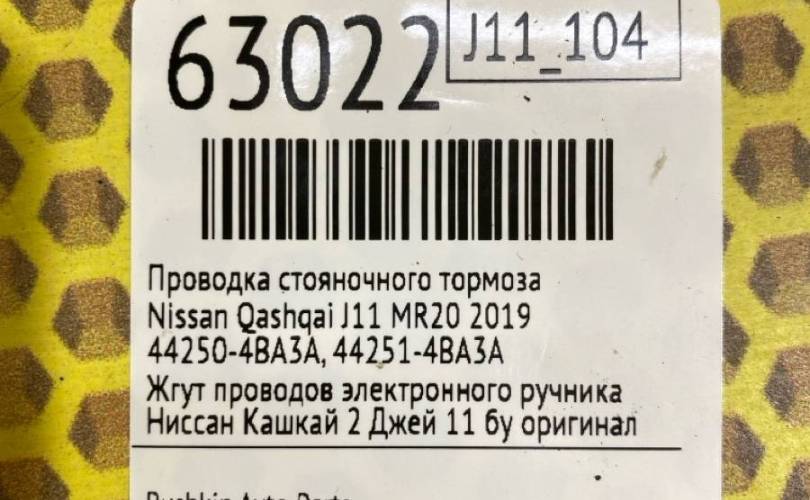 63022
J11_104
Проводка стояночного тормоза
Nissan Qashqai J11 MR20 2019
44250-4BA3A, 44251-4BA3A
Жгут проводов электронного ручника
Ниссан Кашкай 2 Джей 11 бу оригинал